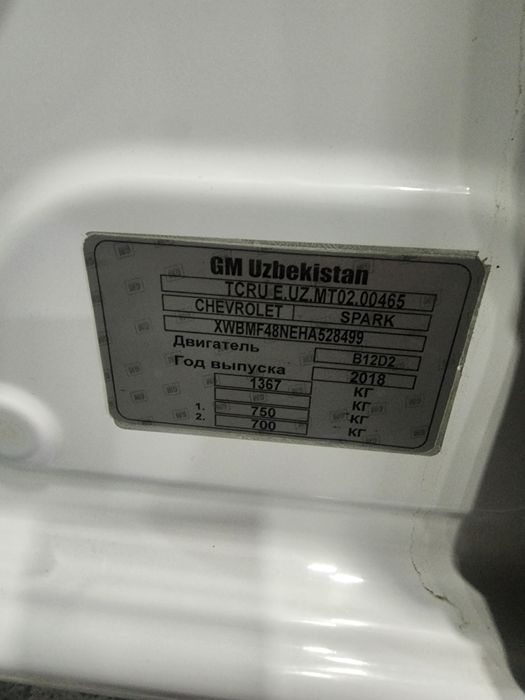 GM Uzbekistan
TCRU E.UZ.MT02.00465
CHEVROLET SPARK
XWBMF48NEHA528499
Двигатель B12D2
Год выпуска 2018
1367 КГ
КГ
1. 750 КГ
2. 700 КГ